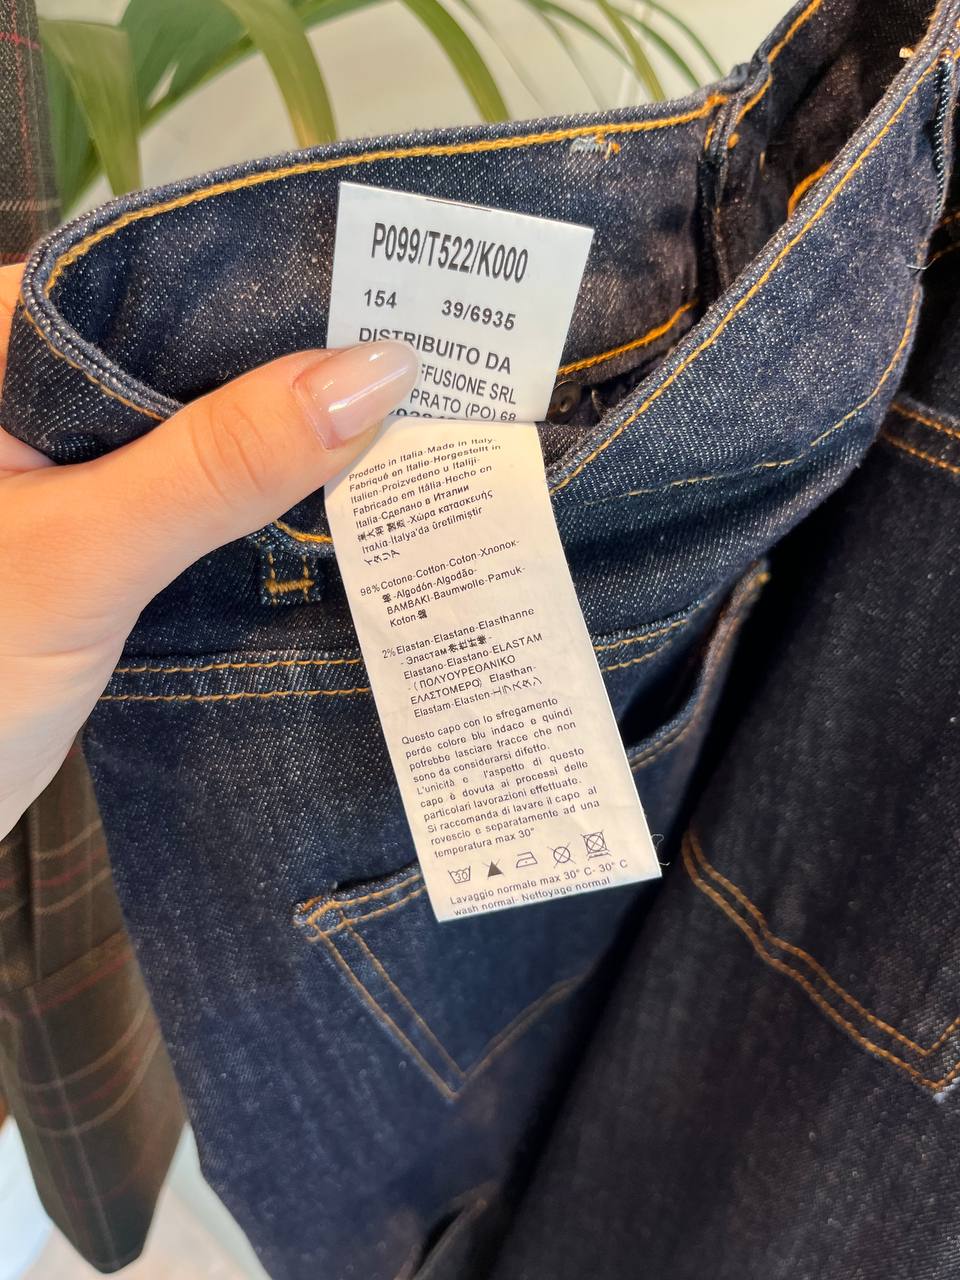 P099/T522/K000
154 39/6935
DISTRIBUITO DA
FFUSIONE SRL
PRATO (PO) 68
Prodotto in Italia-Made in Italy-
Fabriqué en Italie-Hergestellt in
Italien-Proizvedeno u Italiji-
Fabricado em Itália-Hecho en
Italia-Сделано в Италии
-Χώρα κατασκευής
Ιταλία-Italya'da üretilmiştir
98% Cotone-Cotton-Coton-Хлопок-
-Algodón-Algodão-
BAMBAKI-Baumwolle-Pamuk-
Koton-
2% Elastan-Elastane-Elasthanne
-Эластам
Elastano-Elastano-ELASTAM
-(ΠΟΛΥΟΥΡΕΘΑΝΙΚΟ
ΕΛΑΣΤΟΜΕΡΟ) Elasthan-
Elastam-Elasten-
Questo capo con lo sfregamento
perde colore blu indaco e quindi
potrebbe lasciare tracce che non
sono da considerarsi difetto.
L'unicità e l'aspetto di questo
capo è dovuta ai processi delle
particolari lavorazioni effettuate.
Si raccomanda di lavare il capo al
rovescio e separatamente ad una
temperatura max 30°
30
Lavaggio normale max 30° C- 30° C
wash normal- Nettoyage normal